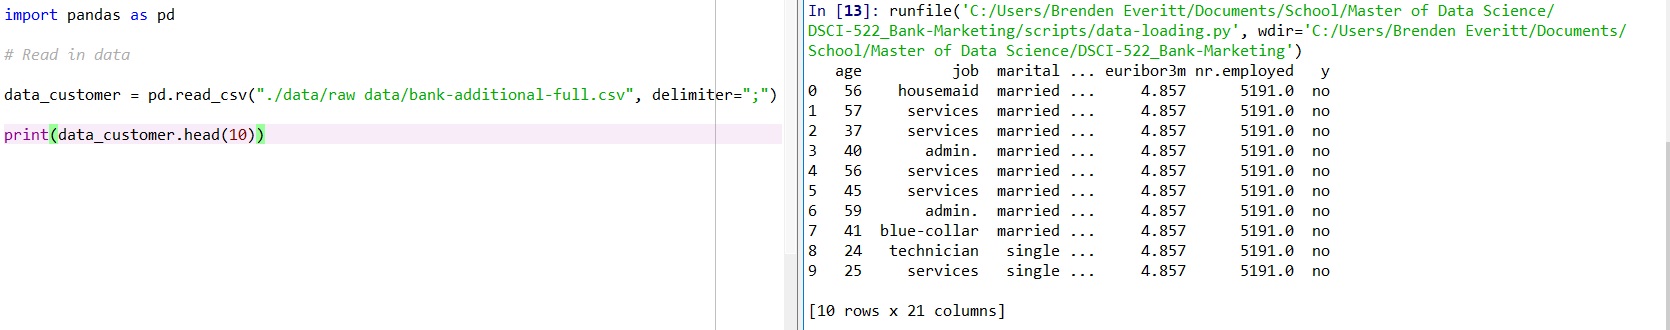 import pandas as pd
# Read in data
data_customer = pd.read_csv("./data/raw data/bank-additional-full.csv", delimiter=";")
print(data_customer.head(10))
In [13]: runfile('C:/Users/Brenden Everitt/Documents/School/Master of Data Science/
DSCI-522_Bank-Marketing/scripts/data-loading.py', wdir='C:/Users/Brenden Everitt/Documents/
School/Master of Data Science/DSCI-522_Bank-Marketing')
   age          job  marital ... euribor3m nr.employed   y
0   56    housemaid  married ...     4.857      5191.0  no
1   57     services  married ...     4.857      5191.0  no
2   37     services  married ...     4.857      5191.0  no
3   40       admin.  married ...     4.857      5191.0  no
4   56     services  married ...     4.857      5191.0  no
5   45     services  married ...     4.857      5191.0  no
6   59       admin.  married ...     4.857      5191.0  no
7   41  blue-collar  married ...     4.857      5191.0  no
8   24   technician   single ...     4.857      5191.0  no
9   25     services   single ...     4.857      5191.0  no
[10 rows x 21 columns]